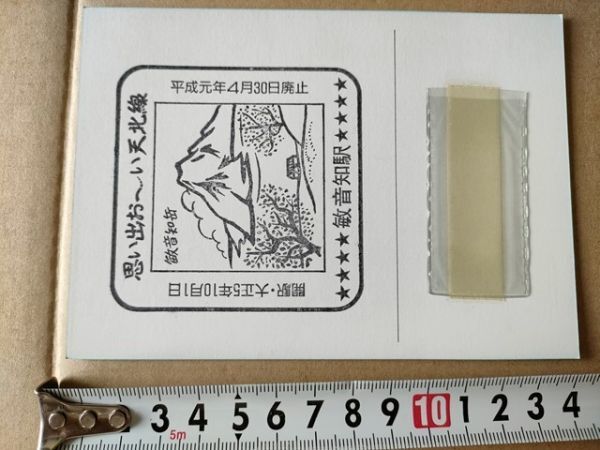 平成元年4月30日廃止
思い出お〜い天北線
敏音知岳
★★★★★敏音知駅★★★★★
開駅・大正5年10月1日
3 4 5 6 7 8 9 10 1 2 3 4
5m